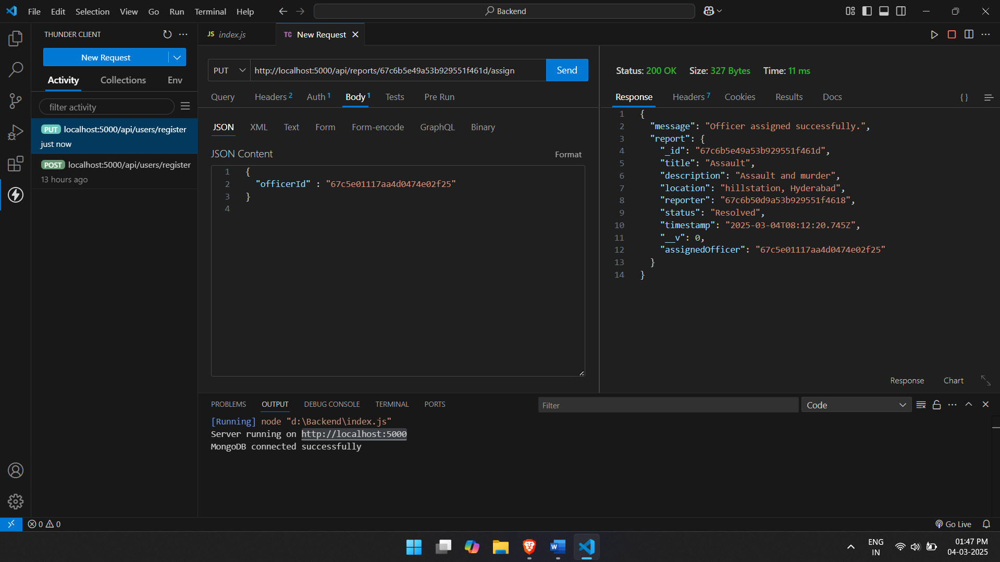 File Edit Selection View Go Run Terminal Help
Backend
THUNDER CLIENT
New Request
Activity Collections Env
filter activity
PUT localhost:5000/api/users/register
just now
POST localhost:5000/api/users/register
13 hours ago
JS index.js
TC New Request
PUT http://localhost:5000/api/reports/67c6b5e49a53b929551f461d/assign Send
Query Headers 2 Auth 1 Body 1 Tests Pre Run
JSON XML Text Form Form-encode GraphQL Binary
JSON Content Format
1 {
2 "officerId" : "67c5e01117aa4d0474e02f25"
3 }
4
Status: 200 OK Size: 327 Bytes Time: 11 ms
Response Headers 7 Cookies Results Docs {}
1 {
2 "message": "Officer assigned successfully.",
3 "report": {
4 "_id": "67c6b5e49a53b929551f461d",
5 "title": "Assault",
6 "description": "Assault and murder",
7 "location": "hillstation, Hyderabad",
8 "reporter": "67c6b50d9a53b929551f4618",
9 "status": "Resolved",
10 "timestamp": "2025-03-04T08:12:20.745Z",
11 "__v": 0,
12 "assignedOfficer": "67c5e01117aa4d0474e02f25"
13 }
14 }
Response Chart
PROBLEMS OUTPUT DEBUG CONSOLE TERMINAL PORTS
Filter
Code
[Running] node "d:\Backend\index.js"
Server running on http://localhost:5000
MongoDB connected successfully
0 0
Go Live
W
ENG
IN
01:47 PM
04-03-2025